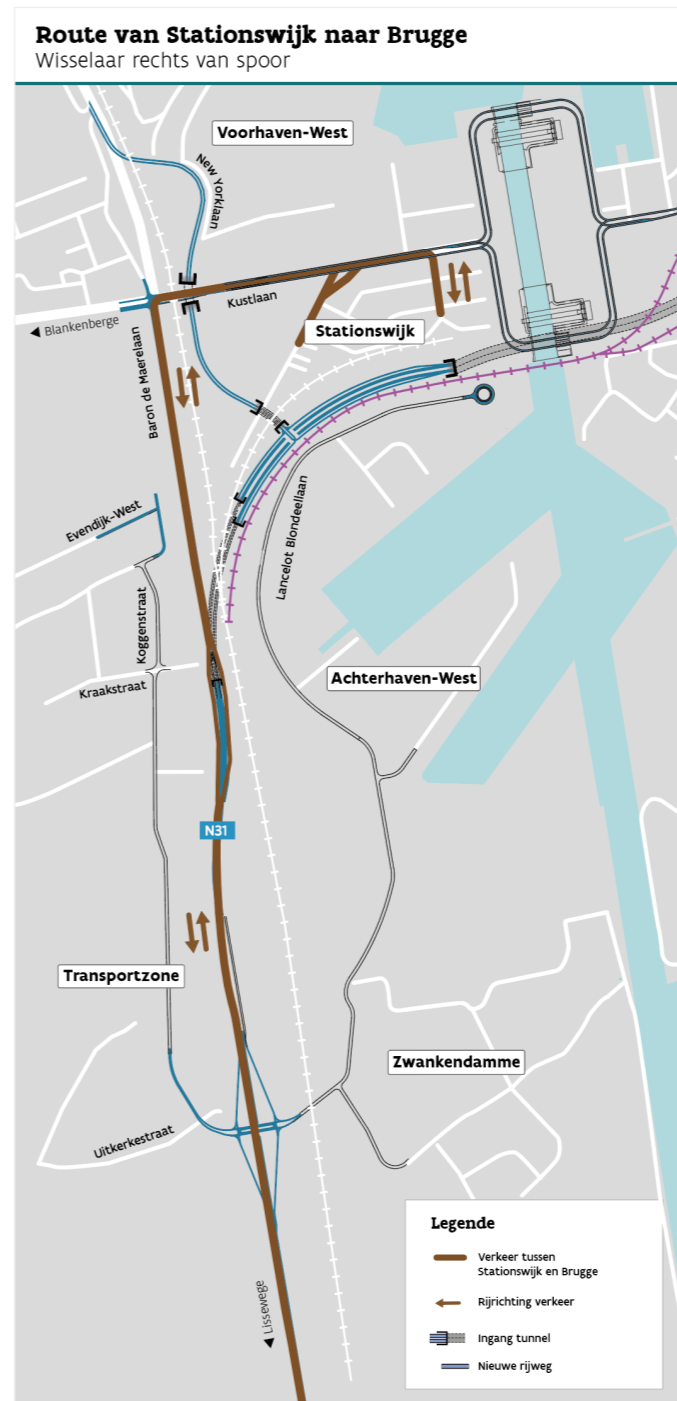 Route van Stationswijk naar Brugge
Wisselaar rechts van spoor
Voorhaven-West
New Yorklaan
Kustlaan
Blankenberge
Stationswijk
Baron de Maerelaan
Evendijk-West
Lancelot Blondeellaan
Koggenstraat
Kraakstraat
Achterhaven-West
N31
Transportzone
Zwankendamme
Uitkerkestraat
Lissewege
Legende
Verkeer tussen
Stationswijk en Brugge
Rijrichting verkeer
Ingang tunnel
Nieuwe rijweg